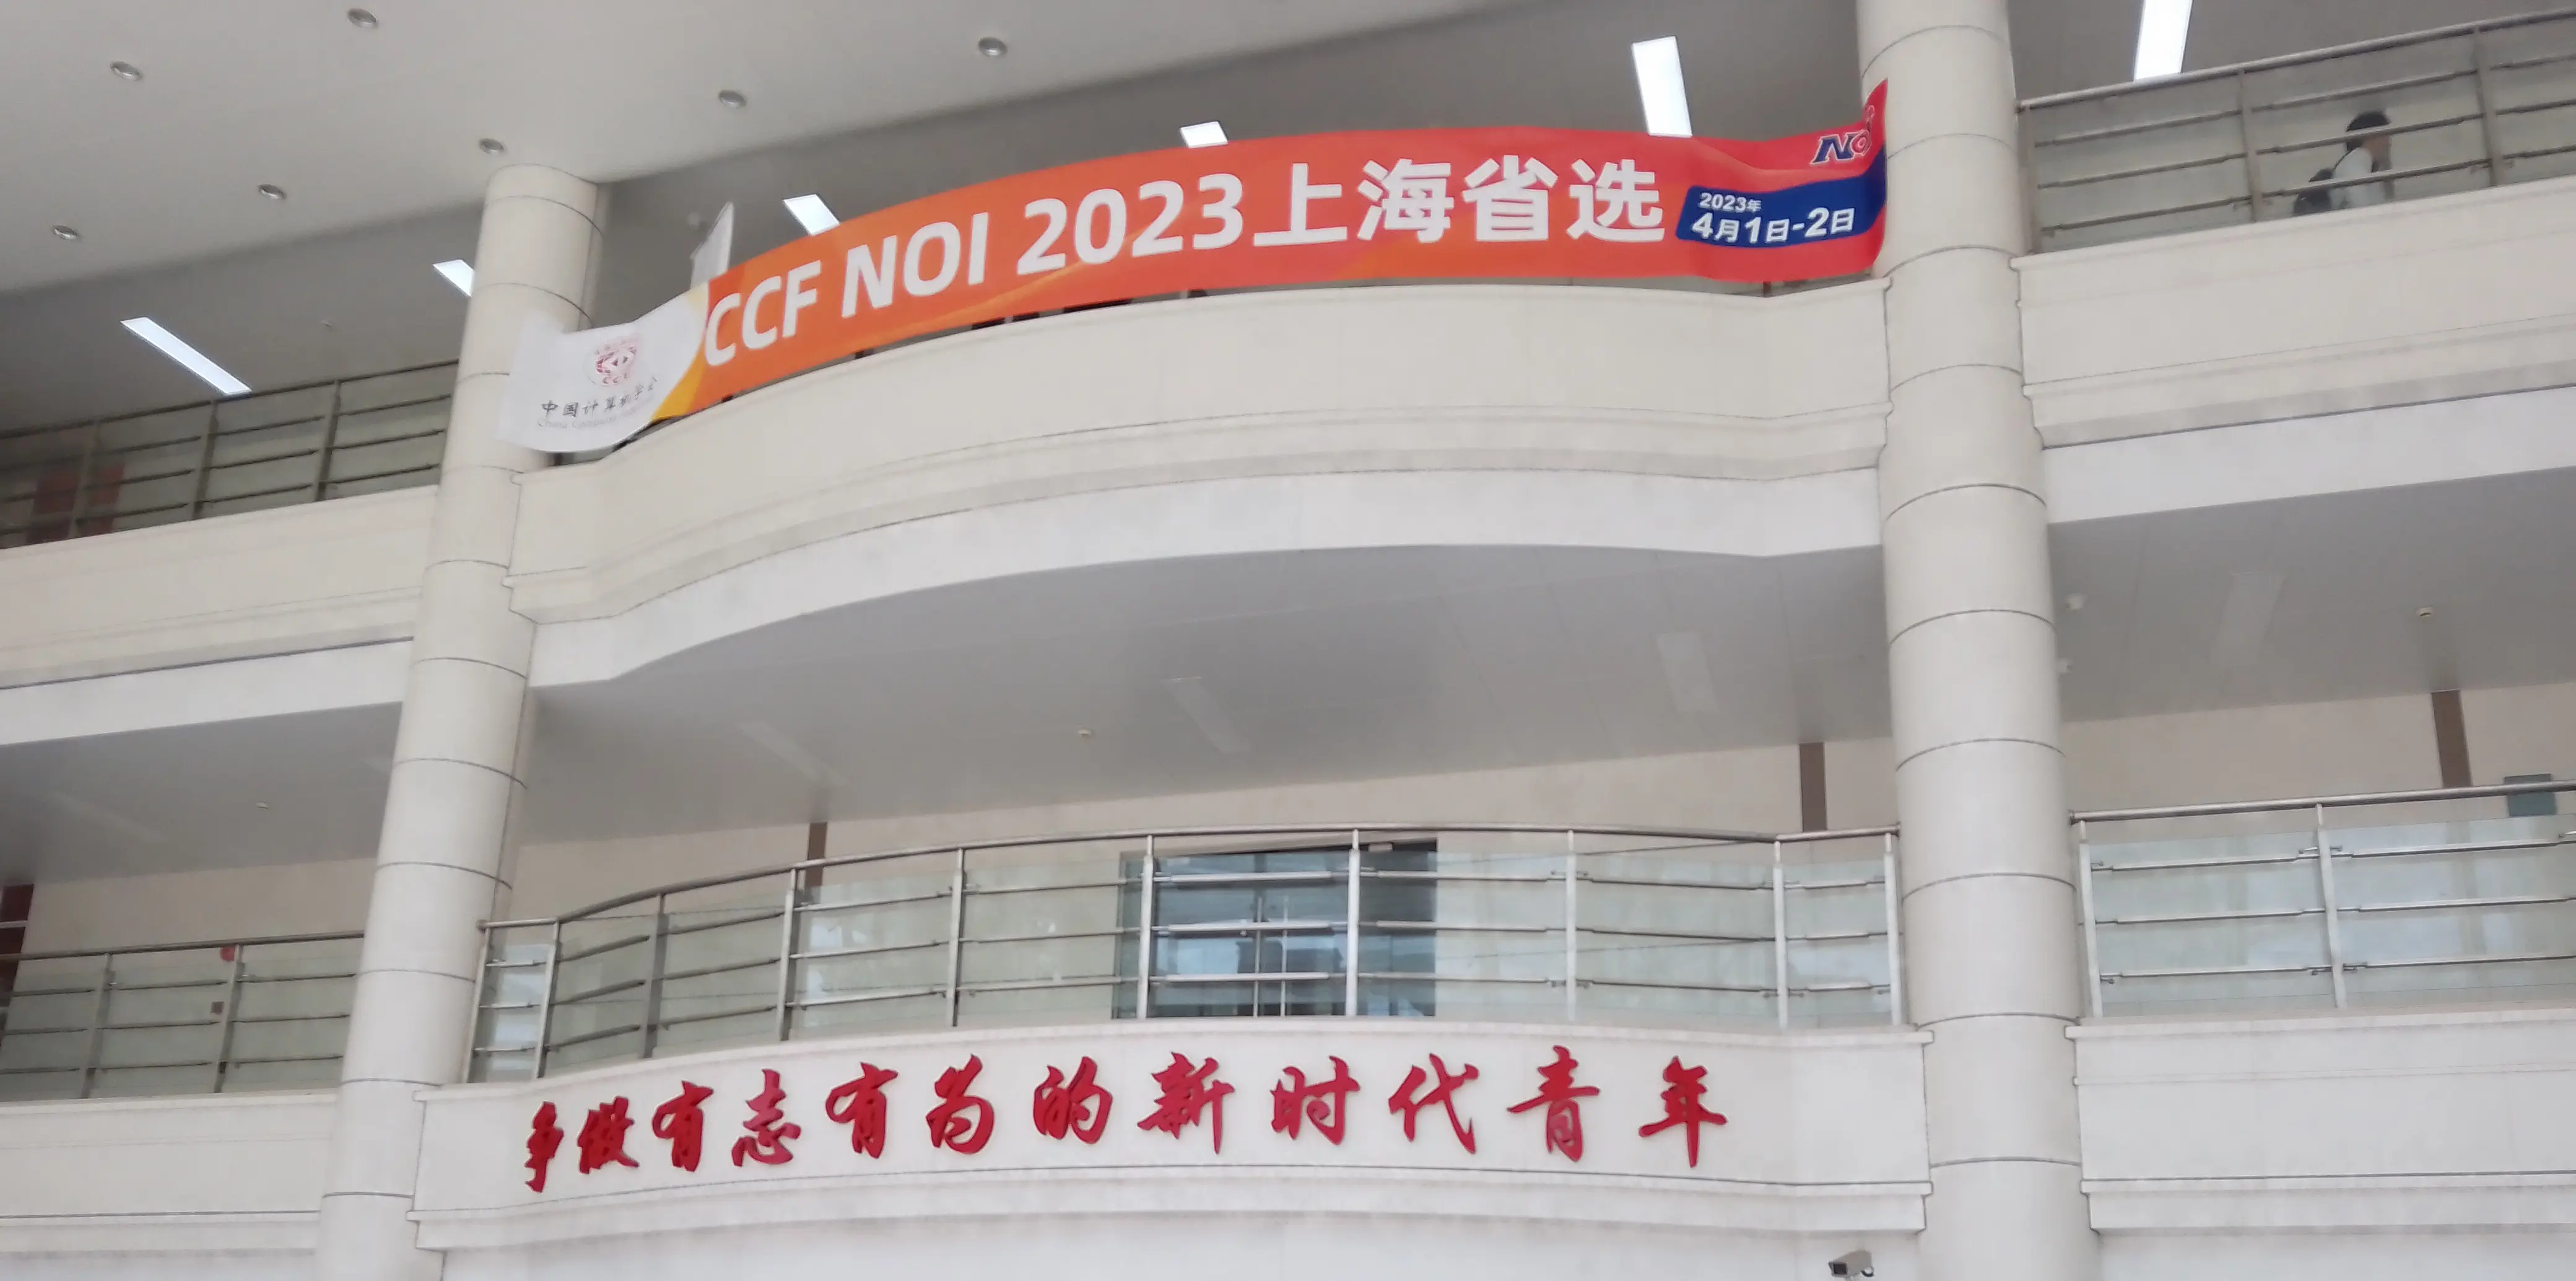 CCF NOI 2023上海省选
2023年
4月1日-2日
CCF
中国计算机学会
争做有志有为的新时代青年